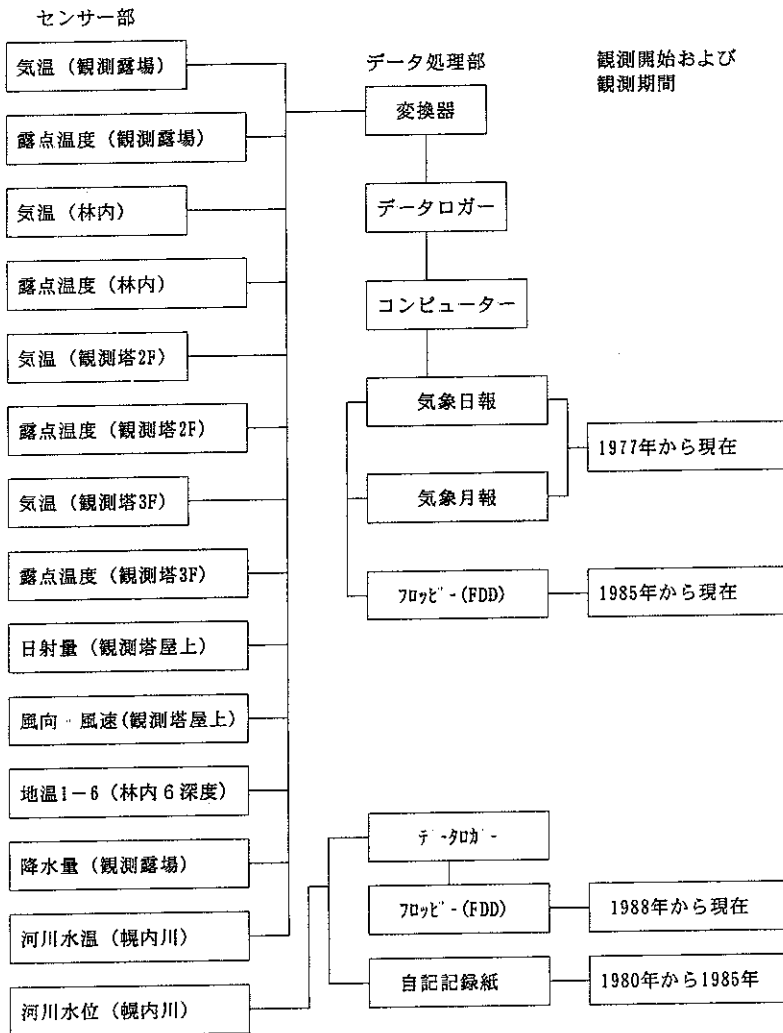 センサー部
気温（観測露場）
露点温度（観測露場）
気温（林内）
露点温度（林内）
気温（観測塔2F）
露点温度（観測塔2F）
気温（観測塔3F）
露点温度（観測塔3F）
日射量（観測塔屋上）
風向・風速(観測塔屋上)
地温1－6（林内６深度）
降水量（観測露場）
河川水温（幌内川）
河川水位（幌内川）
データ処理部
変換器
データロガー
コンピューター
気象日報
気象月報
ﾌﾛｯﾋﾟｰ(FDD)
ﾃﾞｰﾀﾛｶﾞｰ
ﾌﾛｯﾋﾟｰ(FDD)
自記記録紙
観測開始および
観測期間
1977年から現在
1985年から現在
1988年から現在
1980年から1985年